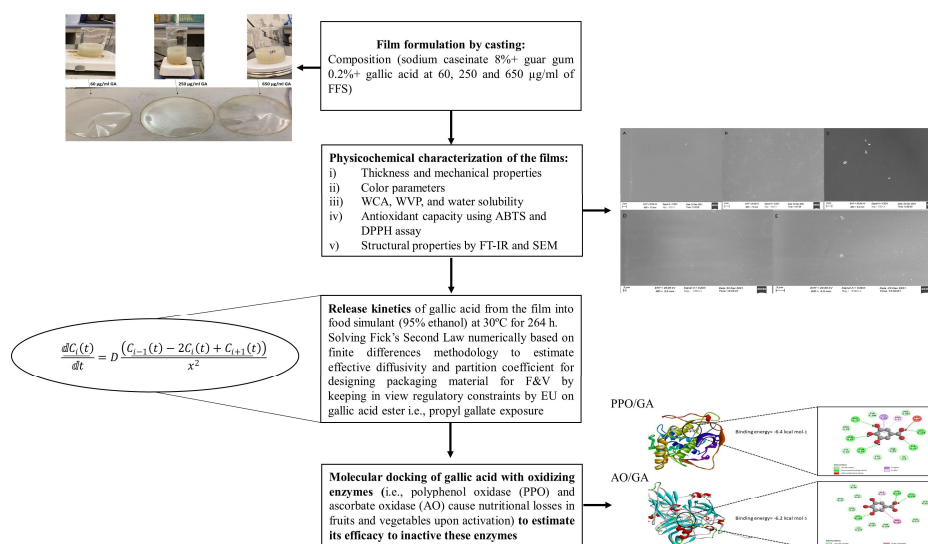 Film formulation by casting:
Composition (sodium caseinate 8%+ guar gum
0.2%+ gallic acid at 60, 250 and 650 µg/ml of
FFS)
60 µg/ml GA
250 µg/ml GA
650 µg/ml GA
Physicochemical characterization of the films:
i) Thickness and mechanical properties
ii) Color parameters
iii) WCA, WVP, and water solubility
iv) Antioxidant capacity using ABTS and
DPPH assay
v) Structural properties by FT-IR and SEM
A
B
D
E
Release kinetics of gallic acid from the film into
food simulant (95% ethanol) at 30ºC for 264 h.
Solving Fick's Second Law numerically based on
finite differences methodology to estimate
effective diffusivity and partition coefficient for
designing packaging material for F&V by
keeping in view regulatory constraints by EU on
gallic acid ester i.e., propyl gallate exposure
ⅆCᵢ(t)/ⅆt = D (Cᵢ₋₁(t) − 2Cᵢ(t) + Cᵢ₊₁(t))/x²
Molecular docking of gallic acid with oxidizing
enzymes (i.e., polyphenol oxidase (PPO) and
ascorbate oxidase (AO) cause nutritional losses in
fruits and vegetables upon activation) to estimate
its efficacy to inactive these enzymes
PPO/GA
Binding energy= -6.4 kcal mol-1
AO/GA
Binding energy= -6.2 kcal mol-1